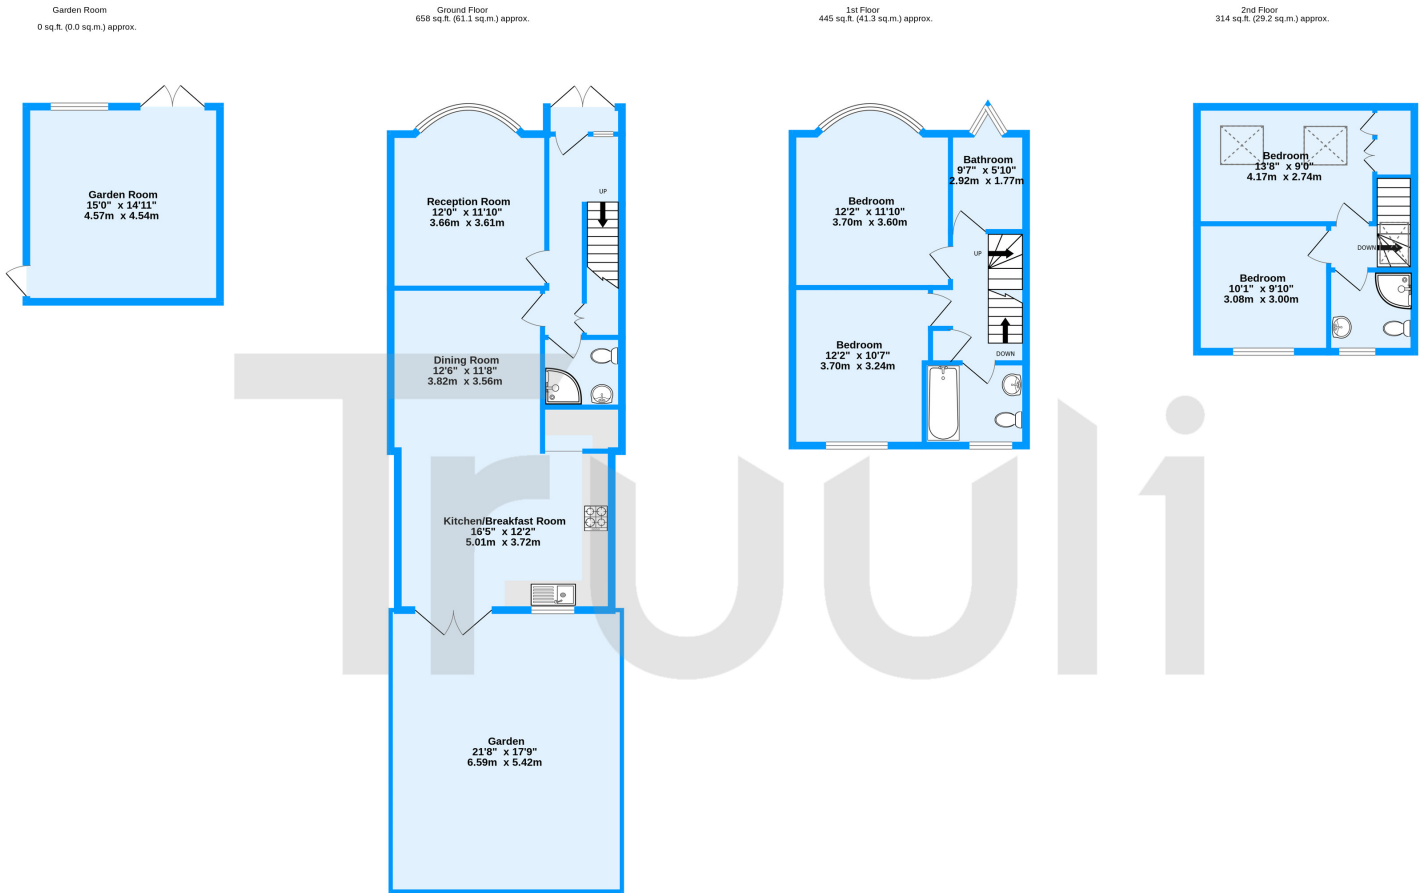 Garden Room
0 sq.ft. (0.0 sq.m.) approx.
Ground Floor
658 sq.ft. (61.1 sq.m.) approx.
1st Floor
445 sq.ft. (41.3 sq.m.) approx.
2nd Floor
314 sq.ft. (29.2 sq.m.) approx.
Garden Room
15'0" x 14'11"
4.57m x 4.54m
Reception Room
12'0" x 11'10"
3.66m x 3.61m
UP
Dining Room
12'6" x 11'8"
3.82m x 3.56m
Kitchen/Breakfast Room
16'5" x 12'2"
5.01m x 3.72m
Garden
21'8" x 17'9"
6.59m x 5.42m
Bathroom
9'7" x 5'10"
2.92m x 1.77m
Bedroom
12'2" x 11'10"
3.70m x 3.60m
UP
Bedroom
12'2" x 10'7"
3.70m x 3.24m
DOWN
Bedroom
13'8" x 9'0"
4.17m x 2.74m
DOWN
Bedroom
10'1" x 9'10"
3.08m x 3.00m
Truuli